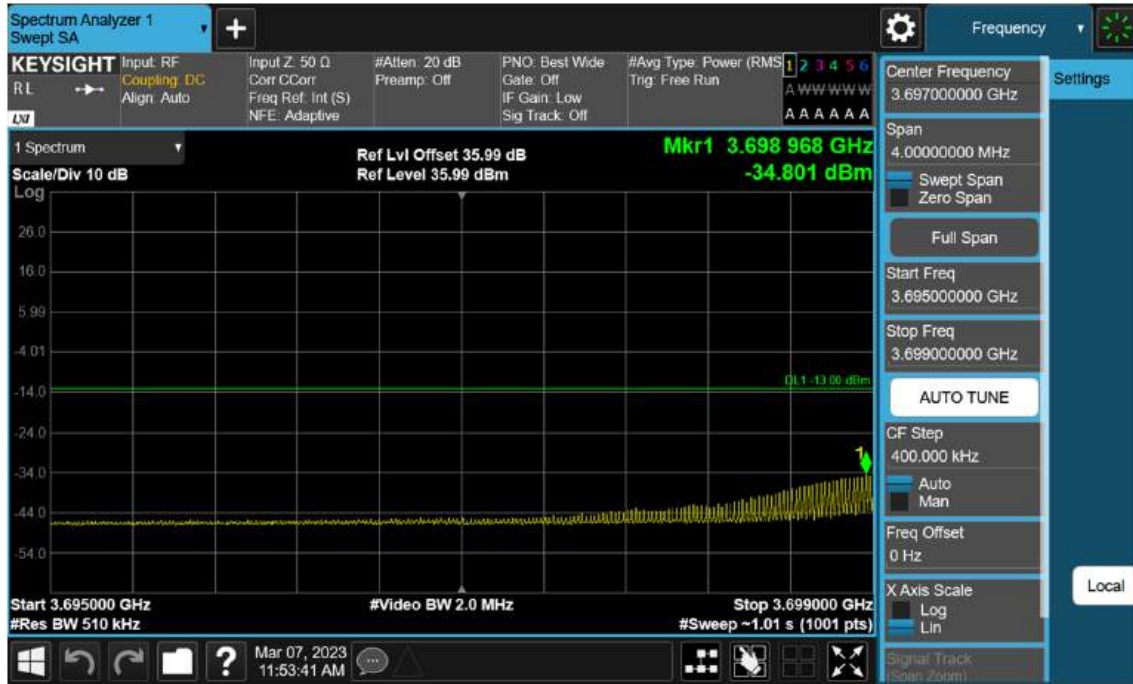 Spectrum Analyzer 1
Swept SA
Frequency
KEYSIGHT
R L
LXI
Input: RF
Coupling: DC
Align: Auto
Input Z: 50 Ω
Corr CCorr
Freq Ref: Int (S)
NFE: Adaptive
#Atten: 20 dB
Preamp: Off
PNO: Best Wide
Gate: Off
IF Gain: Low
Sig Track: Off
#Avg Type: Power (RMS
Trig: Free Run
1 2 3 4 5 6
A W W W W W
A A A A A A
1 Spectrum
Scale/Div 10 dB
Log
Ref Lvl Offset 35.99 dB
Ref Level 35.99 dBm
Mkr1 3.698 968 GHz
-34.801 dBm
26.0
16.0
5.99
-4.01
-14.0
-24.0
-34.0
-44.0
-54.0
DL1 -13.00 dBm
1
Start 3.695000 GHz
#Res BW 510 kHz
#Video BW 2.0 MHz
Stop 3.699000 GHz
#Sweep ~1.01 s (1001 pts)
Mar 07, 2023
11:53:41 AM
Center Frequency
3.697000000 GHz
Span
4.00000000 MHz
Swept Span
Zero Span
Full Span
Start Freq
3.695000000 GHz
Stop Freq
3.699000000 GHz
AUTO TUNE
CF Step
400.000 kHz
Auto
Man
Freq Offset
0 Hz
X Axis Scale
Log
Lin
Signal Track
(Span Zoom)
Settings
Local